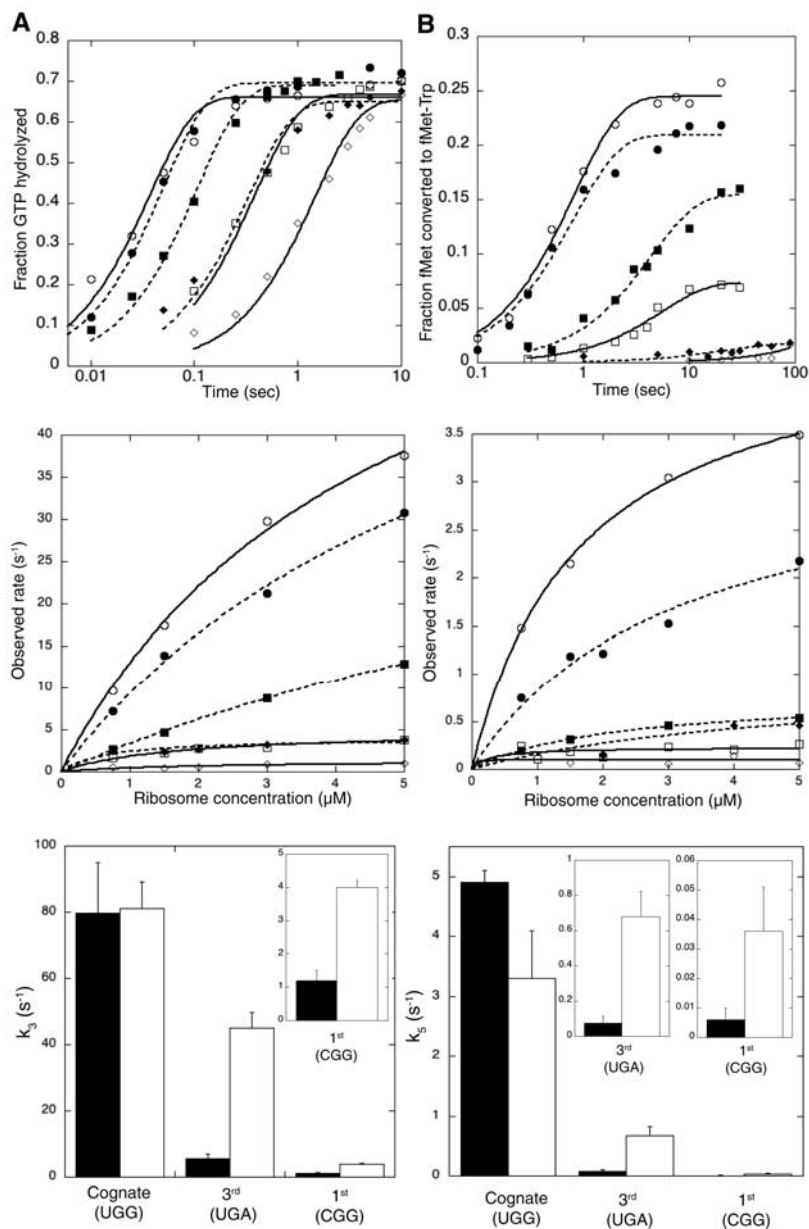 A
B
Fraction GTP hydrolized
0.8
0.7
0.6
0.5
0.4
0.3
0.2
0.1
0
0.01
0.1
1
10
Time (sec)
Fraction fMet converted to fMet-Trp
0.3
0.25
0.2
0.15
0.1
0.05
0
0.1
1
10
100
Time (sec)
Observed rate (s-1)
40
35
30
25
20
15
10
5
0
0
1
2
3
4
5
Ribosome concentration (µM)
Observed rate (s-1)
3.5
3
2.5
2
1.5
1
0.5
0
0
1
2
3
4
5
Ribosome concentration (µM)
k3 (s-1)
100
80
60
40
20
0
5
4
3
2
1
0
1st
(CGG)
Cognate
(UGG)
3rd
(UGA)
1st
(CGG)
k5 (s-1)
5
4
3
2
1
0
1
0.8
0.6
0.4
0.2
0
3rd
(UGA)
0.06
0.05
0.04
0.03
0.02
0.01
0.00
1st
(CGG)
Cognate
(UGG)
3rd
(UGA)
1st
(CGG)